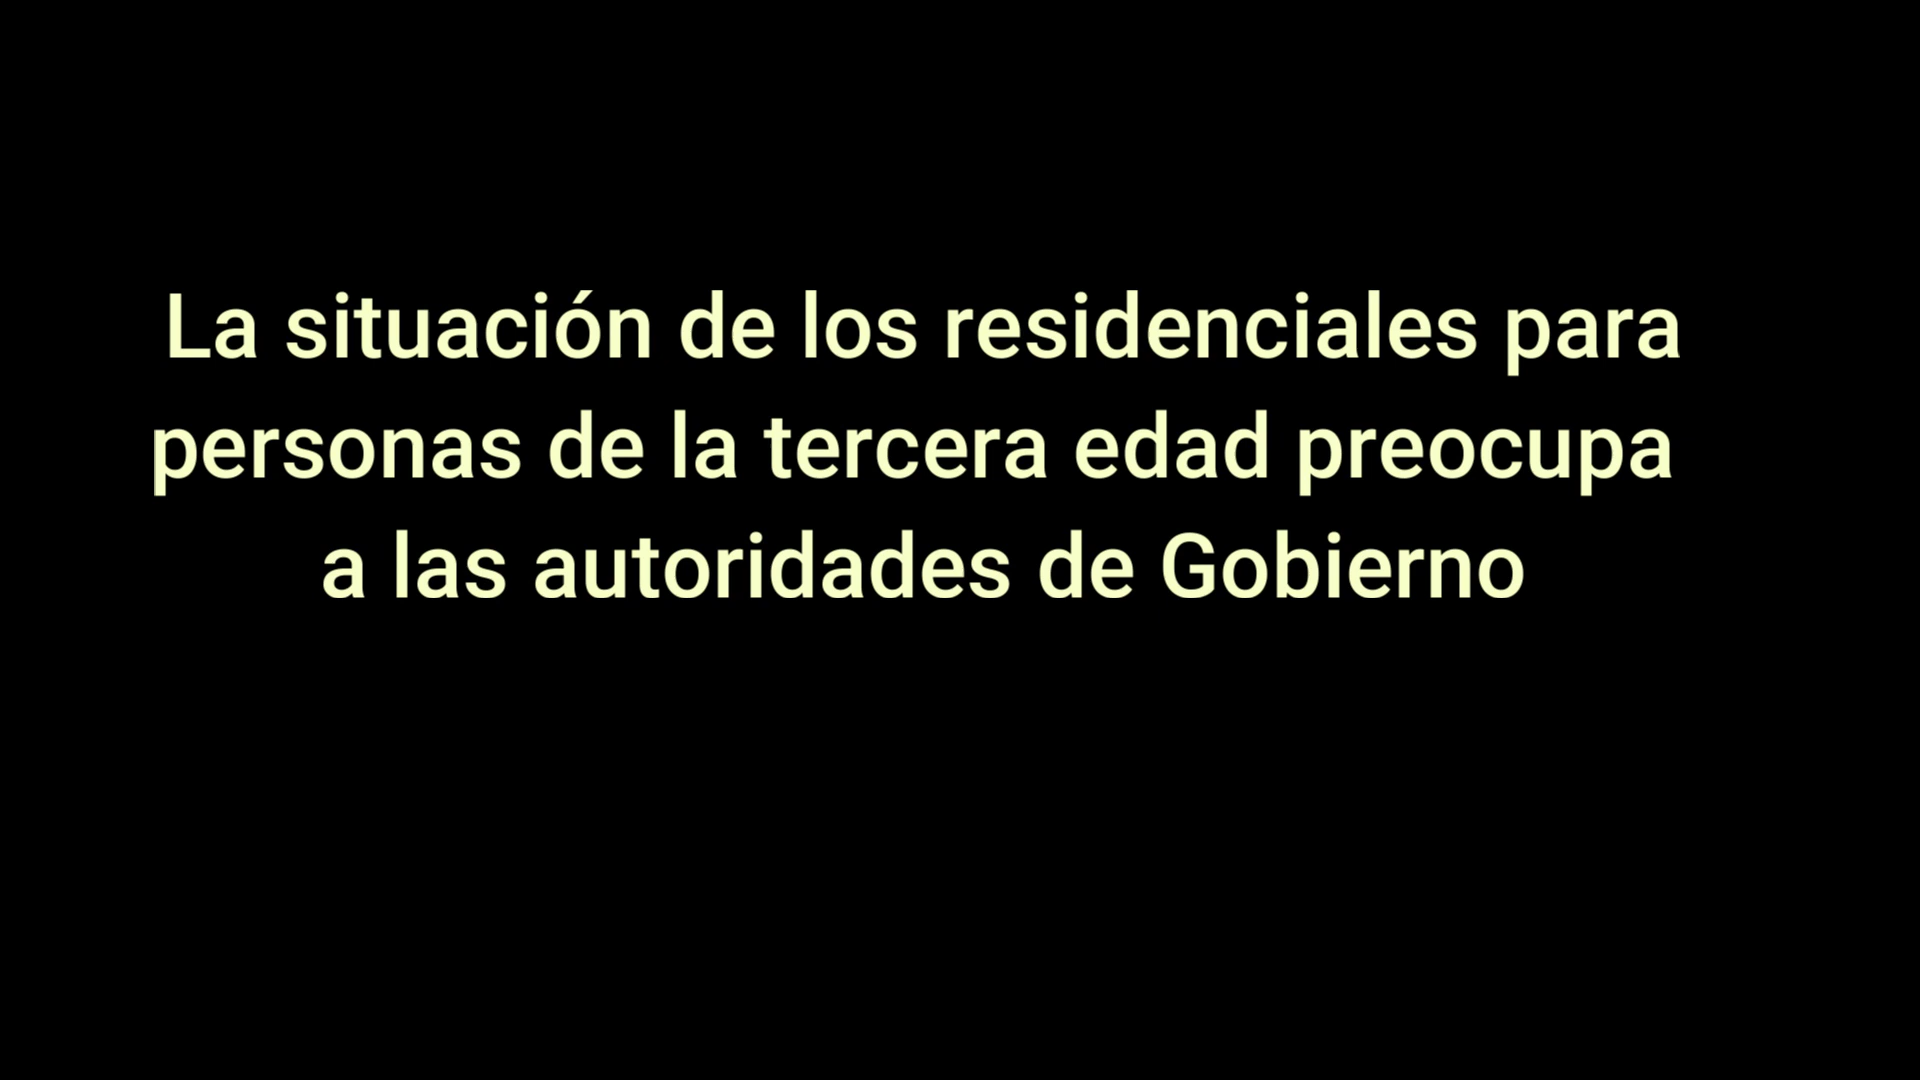 La situación de los residenciales para
personas de la tercera edad preocupa
a las autoridades de Gobierno